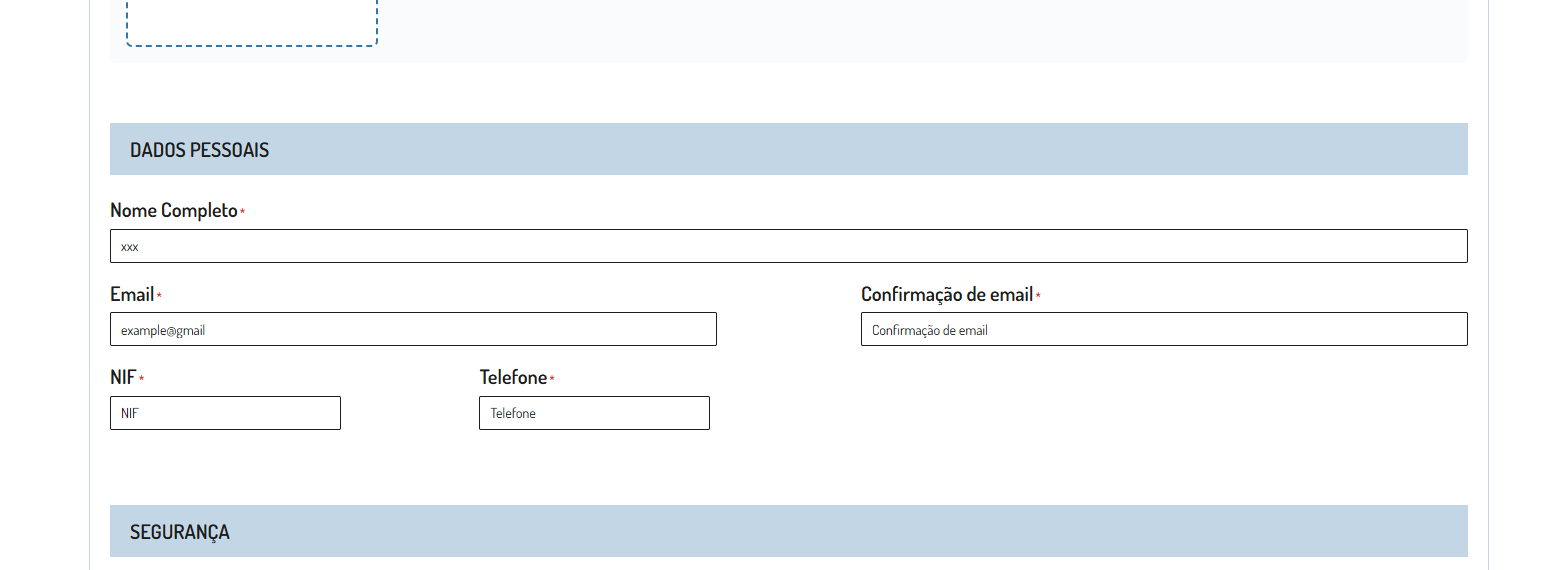 DADOS PESSOAIS
Nome Completo*
xxx
Email* Confirmação de email*
example@gmail Confirmação de email
NIF* Telefone*
NIF Telefone
SEGURANÇA